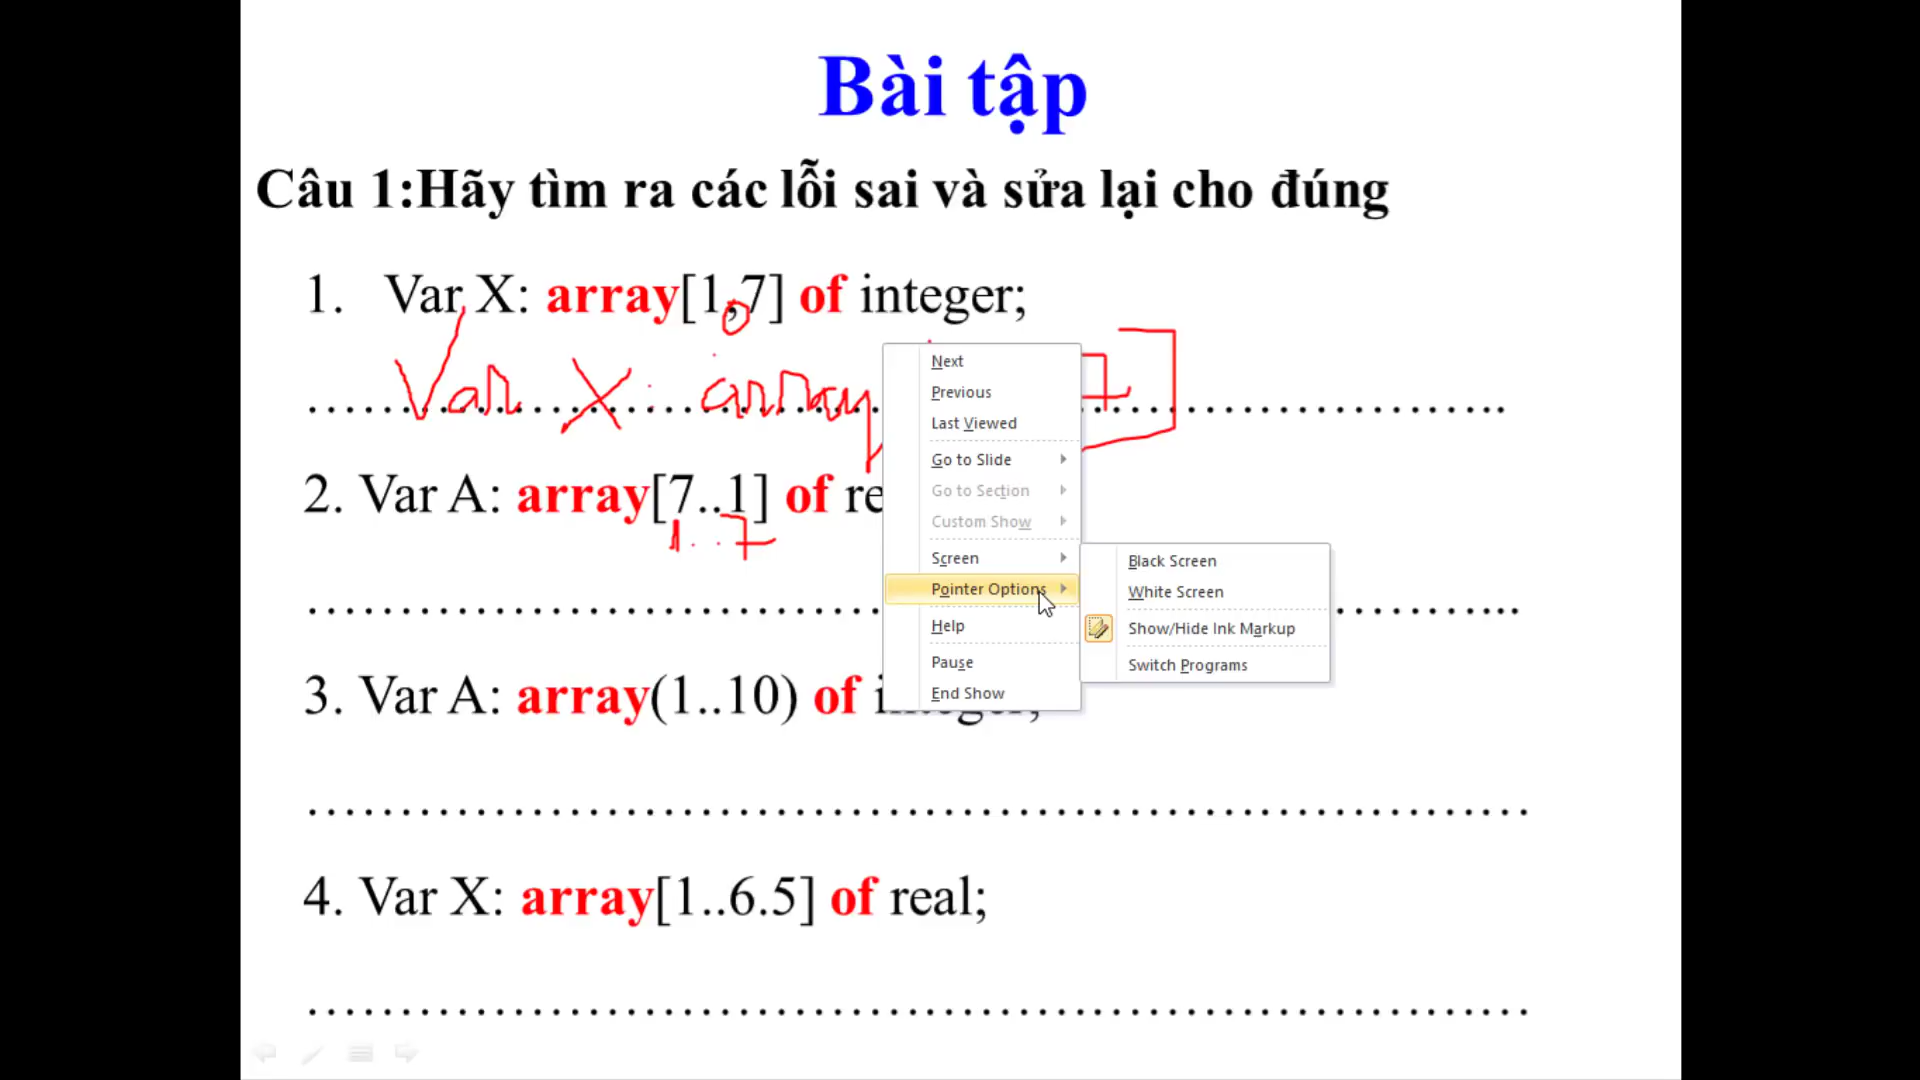 Bài tập
Câu 1:Hãy tìm ra các lỗi sai và sửa lại cho đúng
1. Var X: array[1,7] of integer;
Var X: array 7]
2. Var A: array[7..1] of re
1..7
3. Var A: array(1..10) of integer;
4. Var X: array[1..6.5] of real;
Next
Previous
Last Viewed
Go to Slide
Go to Section
Custom Show
Screen
Pointer Options
Help
Pause
End Show
Black Screen
White Screen
Show/Hide Ink Markup
Switch Programs